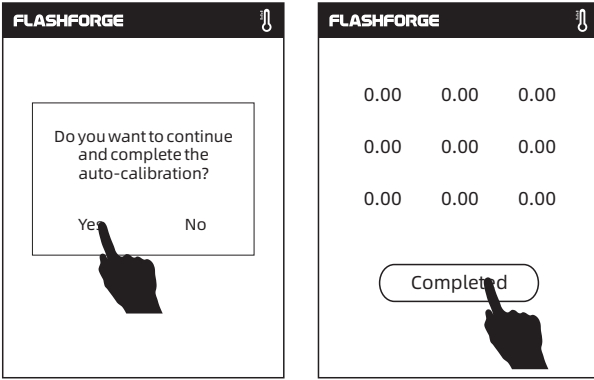 FLASHFORGE
Do you want to continue
and complete the
auto-calibration?
Yes No
FLASHFORGE
0.00 0.00 0.00
0.00 0.00 0.00
0.00 0.00 0.00
Completed